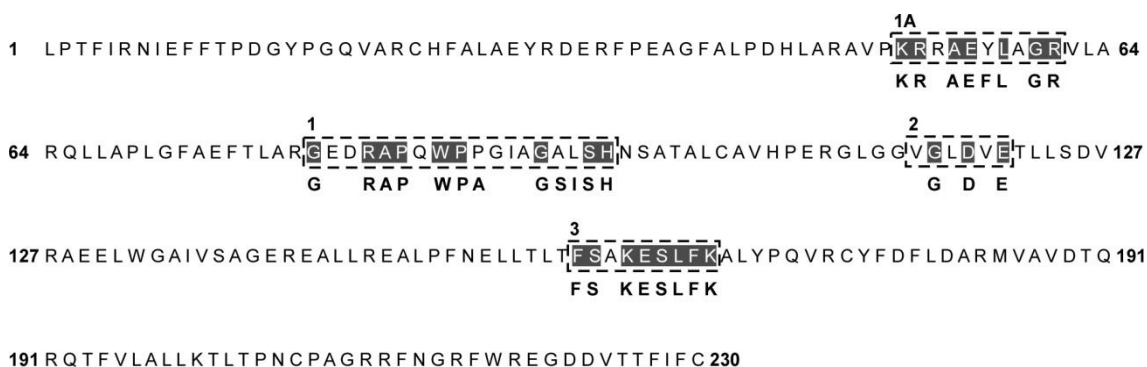 1A
1 LPTFIRNIEFFTPDGYPGQVARCHFALAEYRDERFPEAGFALPDHLARAVPKRRAEYLAGRVLA 64
KR AEFL GR
1
64 RQLLAPLGFAEFTLARGEDRAPQWPPGIAGALSHNSATALCAVHPERGLGGVGLDVETLLSDV 127
G RAP WPA GSISH
2
G D E
127 RAEELWGAIVSAGEREALLREALPFNELLTLTFSAKESLFKALYPQVRCYFDFLDARMVAVDTQ 191
3
FS KESLFK
191 RQTFVLALLKTLTPNCPAGRRFNGRFWREGDDVTTFIFC 230